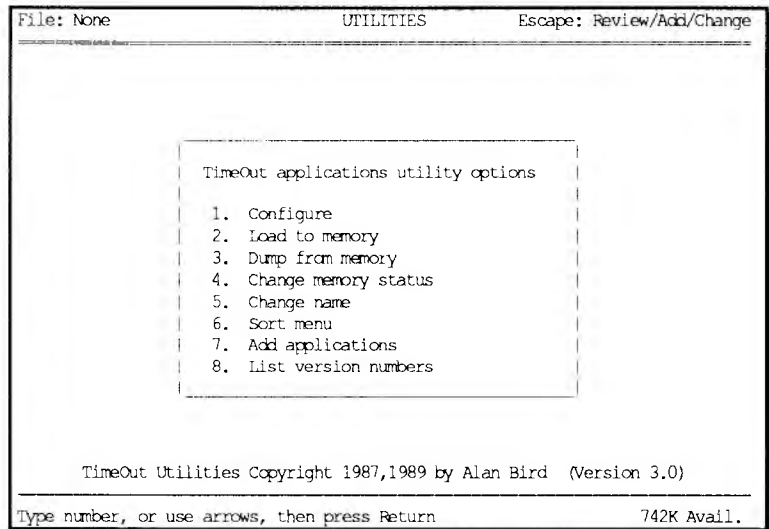 File: None UTILITIES Escape: Review/Add/Change
TimeOut applications utility options
1. Configure
2. Load to memory
3. Dump from memory
4. Change memory status
5. Change name
6. Sort menu
7. Add applications
8. List version numbers
TimeOut Utilities Copyright 1987,1989 by Alan Bird (Version 3.0)
Type number, or use arrows, then press Return 742K Avail.